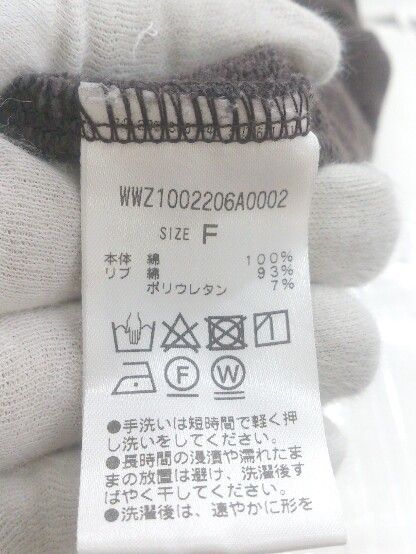 WWZ1002206A0002
SIZE F
本体 綿 100%
リブ 綿 93%
ポリウレタン 7%
F W
●手洗いは短時間で軽く押
し洗いをしてください。
●長時間の浸漬や濡れたま
まの放置は避け、洗濯後す
ばやく干してください。
●洗濯後は、速やかに形を